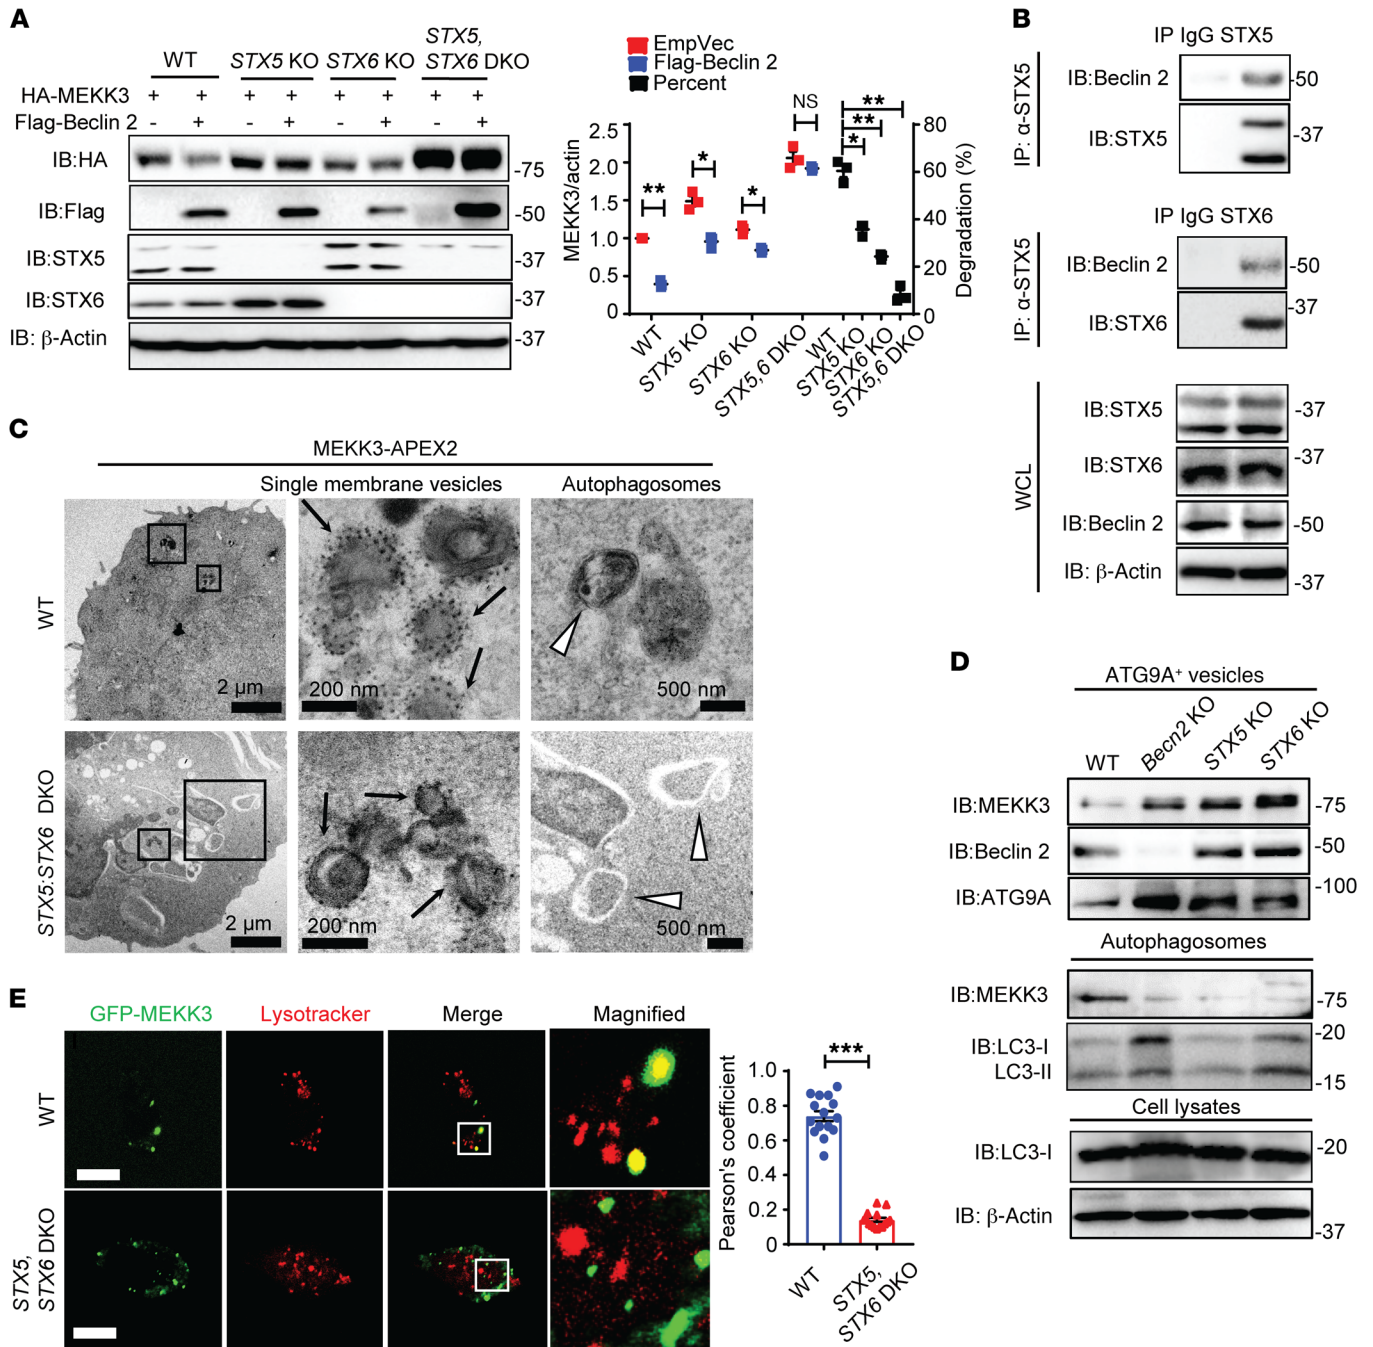 A
WT
STX5 KO
STX6 KO
STX5,
STX6 DKO
HA-MEKK3 + + + + + + + +
Flag-Beclin 2 - + - + - + - +
IB:HA -75
IB:Flag -50
IB:STX5 -37
IB:STX6 -37
IB: β-Actin -37
EmpVec
Flag-Beclin 2
Percent
MEKK3/actin
2.5
2.0
1.5
1.0
0.5
0
** * * NS * ** **
80
60
40
20
0
Degradation (%)
WT
STX5 KO
STX6 KO
STX5,6 DKO
WT
STX5 KO
STX6 KO
STX5,6 DKO
B
IP IgG STX5
IP: α-STX5
IB:Beclin 2 -50
IB:STX5 -37
IP IgG STX6
IP: α-STX5
IB:Beclin 2 -50
IB:STX6 -37
WCL
IB:STX5 -37
IB:STX6 -37
IB:Beclin 2 -50
IB: β-Actin -37
C
MEKK3-APEX2
Single membrane vesicles
Autophagosomes
WT
2 μm
200 nm
500 nm
STX5:STX6 DKO
2 μm
200 nm
500 nm
D
ATG9A+ vesicles
WT
Becn2 KO
STX5 KO
STX6 KO
IB:MEKK3 -75
IB:Beclin 2 -50
IB:ATG9A -100
Autophagosomes
IB:MEKK3 -75
IB:LC3-I -20
LC3-II -15
Cell lysates
IB:LC3-I -20
IB: β-Actin -37
E
GFP-MEKK3
Lysotracker
Merge
Magnified
WT
STX5,
STX6 DKO
Pearson's coefficient
1.0
0.8
0.6
0.4
0.2
0
***
WT
STX5,
STX6 DKO